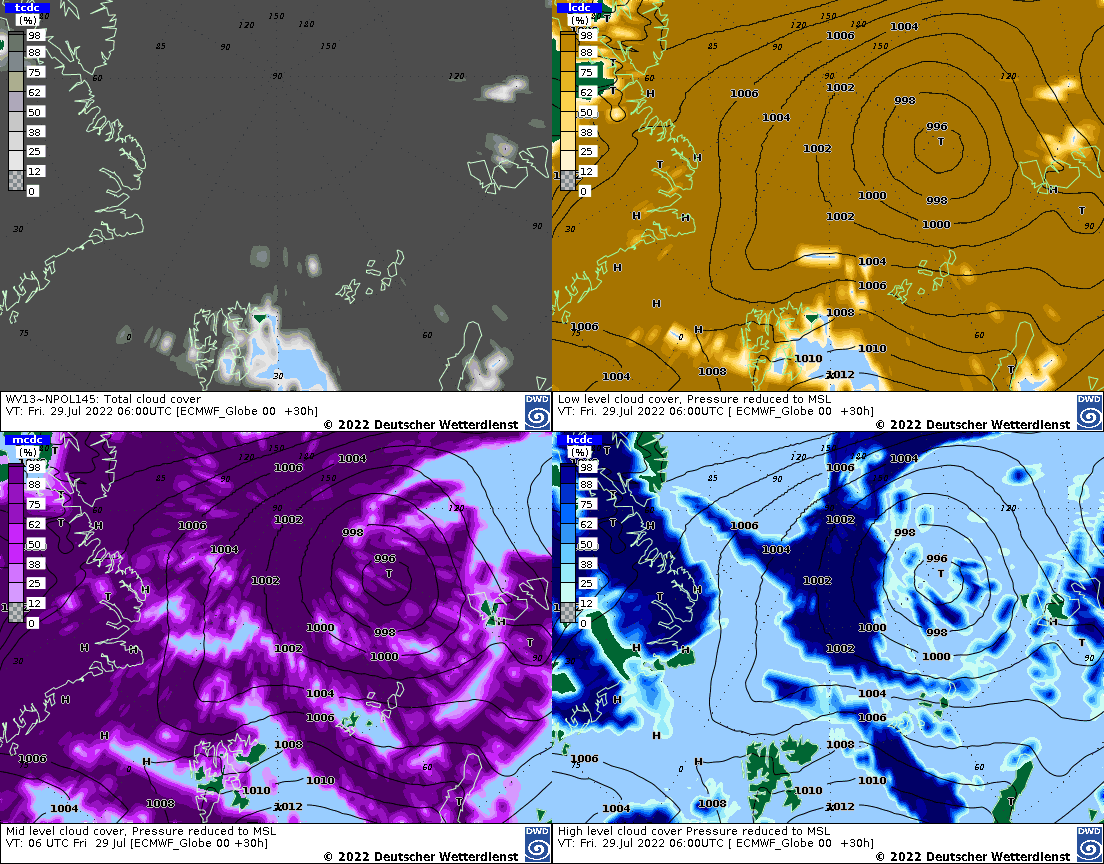 tcdc
(%)
98
88
75
62
50
38
25
12
0
120
150
180
85
90
150
60
90
120
30
90
75
0
60
30
WV13~NPOL145: Total cloud cover
VT: Fri. 29.Jul 2022 06:00UTC [ECMWF_Globe 00 +30h]
DWD
© 2022 Deutscher Wetterdienst
lcdc
(%)
98
88
75
62
50
38
25
12
0
T
150
120
180
1004
1006
85
150
T
60
90
120
T
H
1006
1002
998
1004
996
T
1002
H
T
H
1000
998
T
H
H
1002
1000
30
90
H
1004
1006
H
1008
1006
75
0
H
60
1010
1010
1008
T
1004
30
1012
Low level cloud cover, Pressure reduced to MSL
VT: Fri. 29.Jul 2022 06:00UTC [ ECMWF_Globe 00 +30h]
DWD
© 2022 Deutscher Wetterdienst
mcdc
(%)
98
88
75
62
50
38
25
12
0
T
150
120
180
1004
1006
85
150
T
60
90
120
T
H
1006
1002
998
1004
996
T
1002
H
T
H
1000
998
T
H
H
1002
1000
30
90
H
1004
1006
H
1008
1006
0
H
60
1010
1010
1008
T
1004
1012
Mid level cloud cover, Pressure reduced to MSL
VT: 06 UTC Fri 29 Jul [ECMWF_Globe 00 +30h]
DWD
© 2022 Deutscher Wetterdienst
hcdc
(%)
98
88
75
62
50
38
25
12
0
T
150
120
180
1004
1006
85
150
90
120
H
1006
1002
998
1004
996
T
1002
H
T
H
1000
998
T
H
H
1002
1000
90
H
1004
1006
H
1008
1006
75
0
H
60
1010
1010
1008
T
1004
1012
High level cloud cover Pressure reduced to MSL
VT: Fri. 29.Jul 2022 06:00UTC [ ECMWF_Globe 00 +30h]
DWD
© 2022 Deutscher Wetterdienst